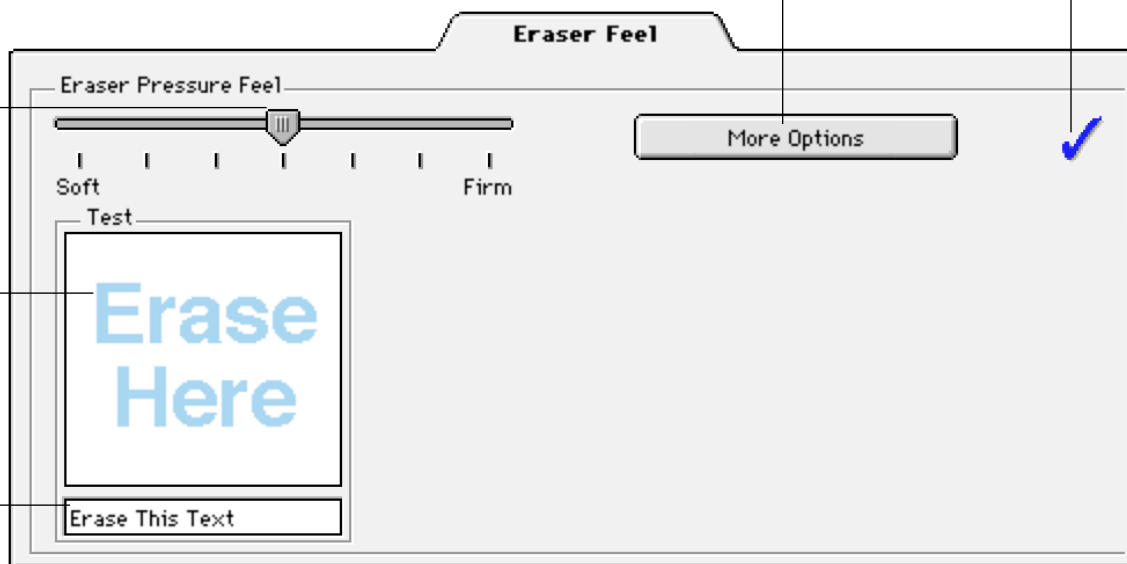 Eraser Feel
Eraser Pressure Feel
More Options
Soft
Firm
Test
Erase
Here
Erase This Text